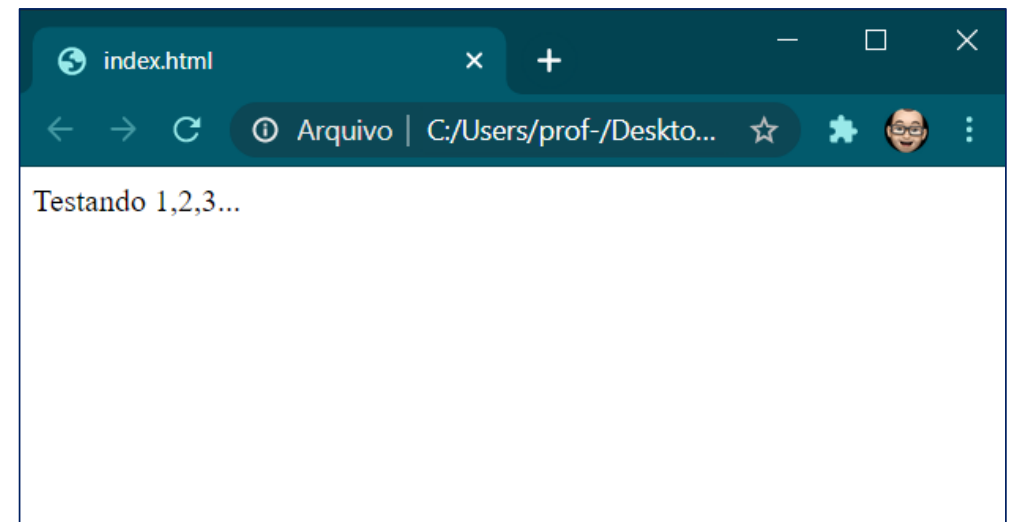 index.html
Arquivo | C:/Users/prof-/Deskto...
Testando 1,2,3...